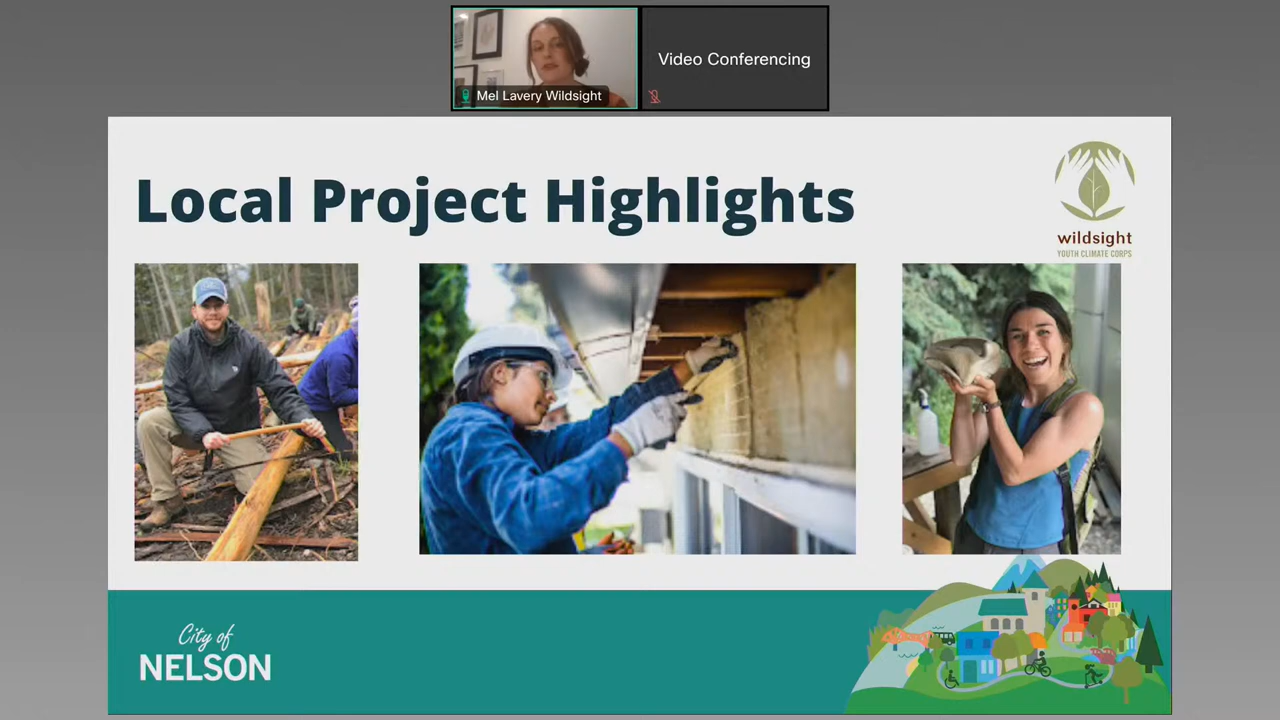 Video Conferencing
Mel Lavery Wildsight
Local Project Highlights
wildsight
YOUTH CLIMATE CORPS
City of
NELSON